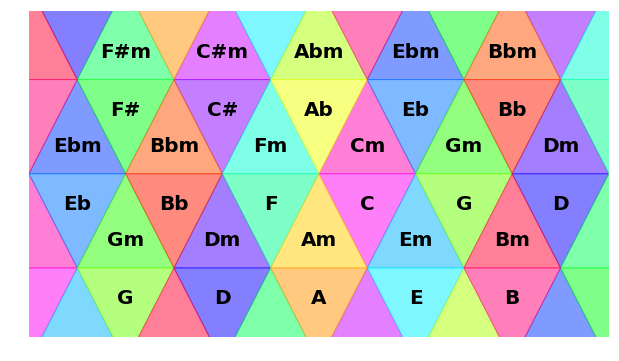 F#m C#m Abm Ebm Bbm
F# C# Ab Eb Bb
Ebm Bbm Fm Cm Gm Dm
Eb Bb F C G D
Gm Dm Am Em Bm
G D A E B